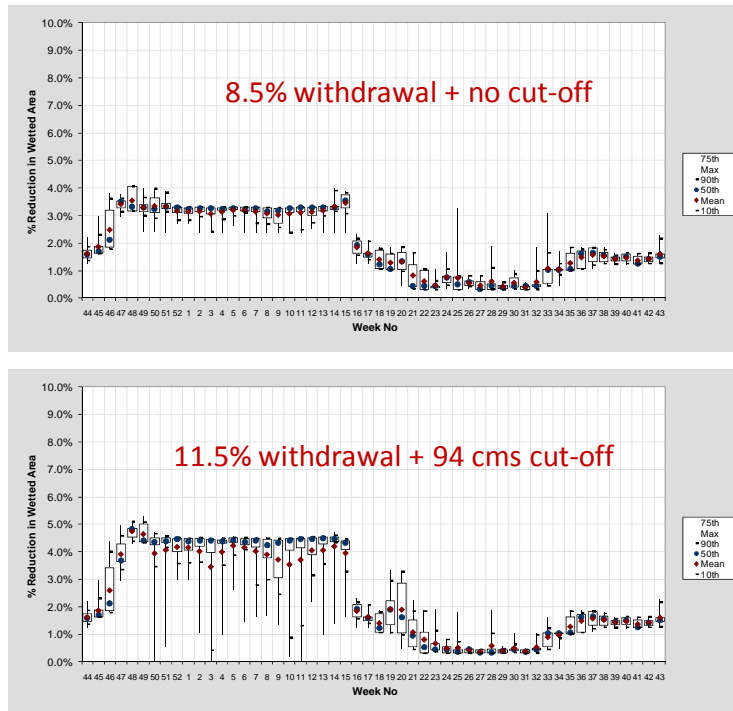 10.0%
9.0%
8.0%
7.0%
6.0%
5.0%
4.0%
3.0%
2.0%
1.0%
0.0%
% Reduction in Wetted Area
8.5% withdrawal + no cut-off
44 45 46 47 48 49 50 51 52 1 2 3 4 5 6 7 8 9 10 11 12 13 14 15 16 17 18 19 20 21 22 23 24 25 26 27 28 29 30 31 32 33 34 35 36 37 38 39 40 41 42 43
Week No
75th
Max
90th
50th
Mean
10th
10.0%
9.0%
8.0%
7.0%
6.0%
5.0%
4.0%
3.0%
2.0%
1.0%
0.0%
% Reduction in Wetted Area
11.5% withdrawal + 94 cms cut-off
44 45 46 47 48 49 50 51 52 1 2 3 4 5 6 7 8 9 10 11 12 13 14 15 16 17 18 19 20 21 22 23 24 25 26 27 28 29 30 31 32 33 34 35 36 37 38 39 40 41 42 43
Week No
75th
Max
90th
50th
Mean
10th